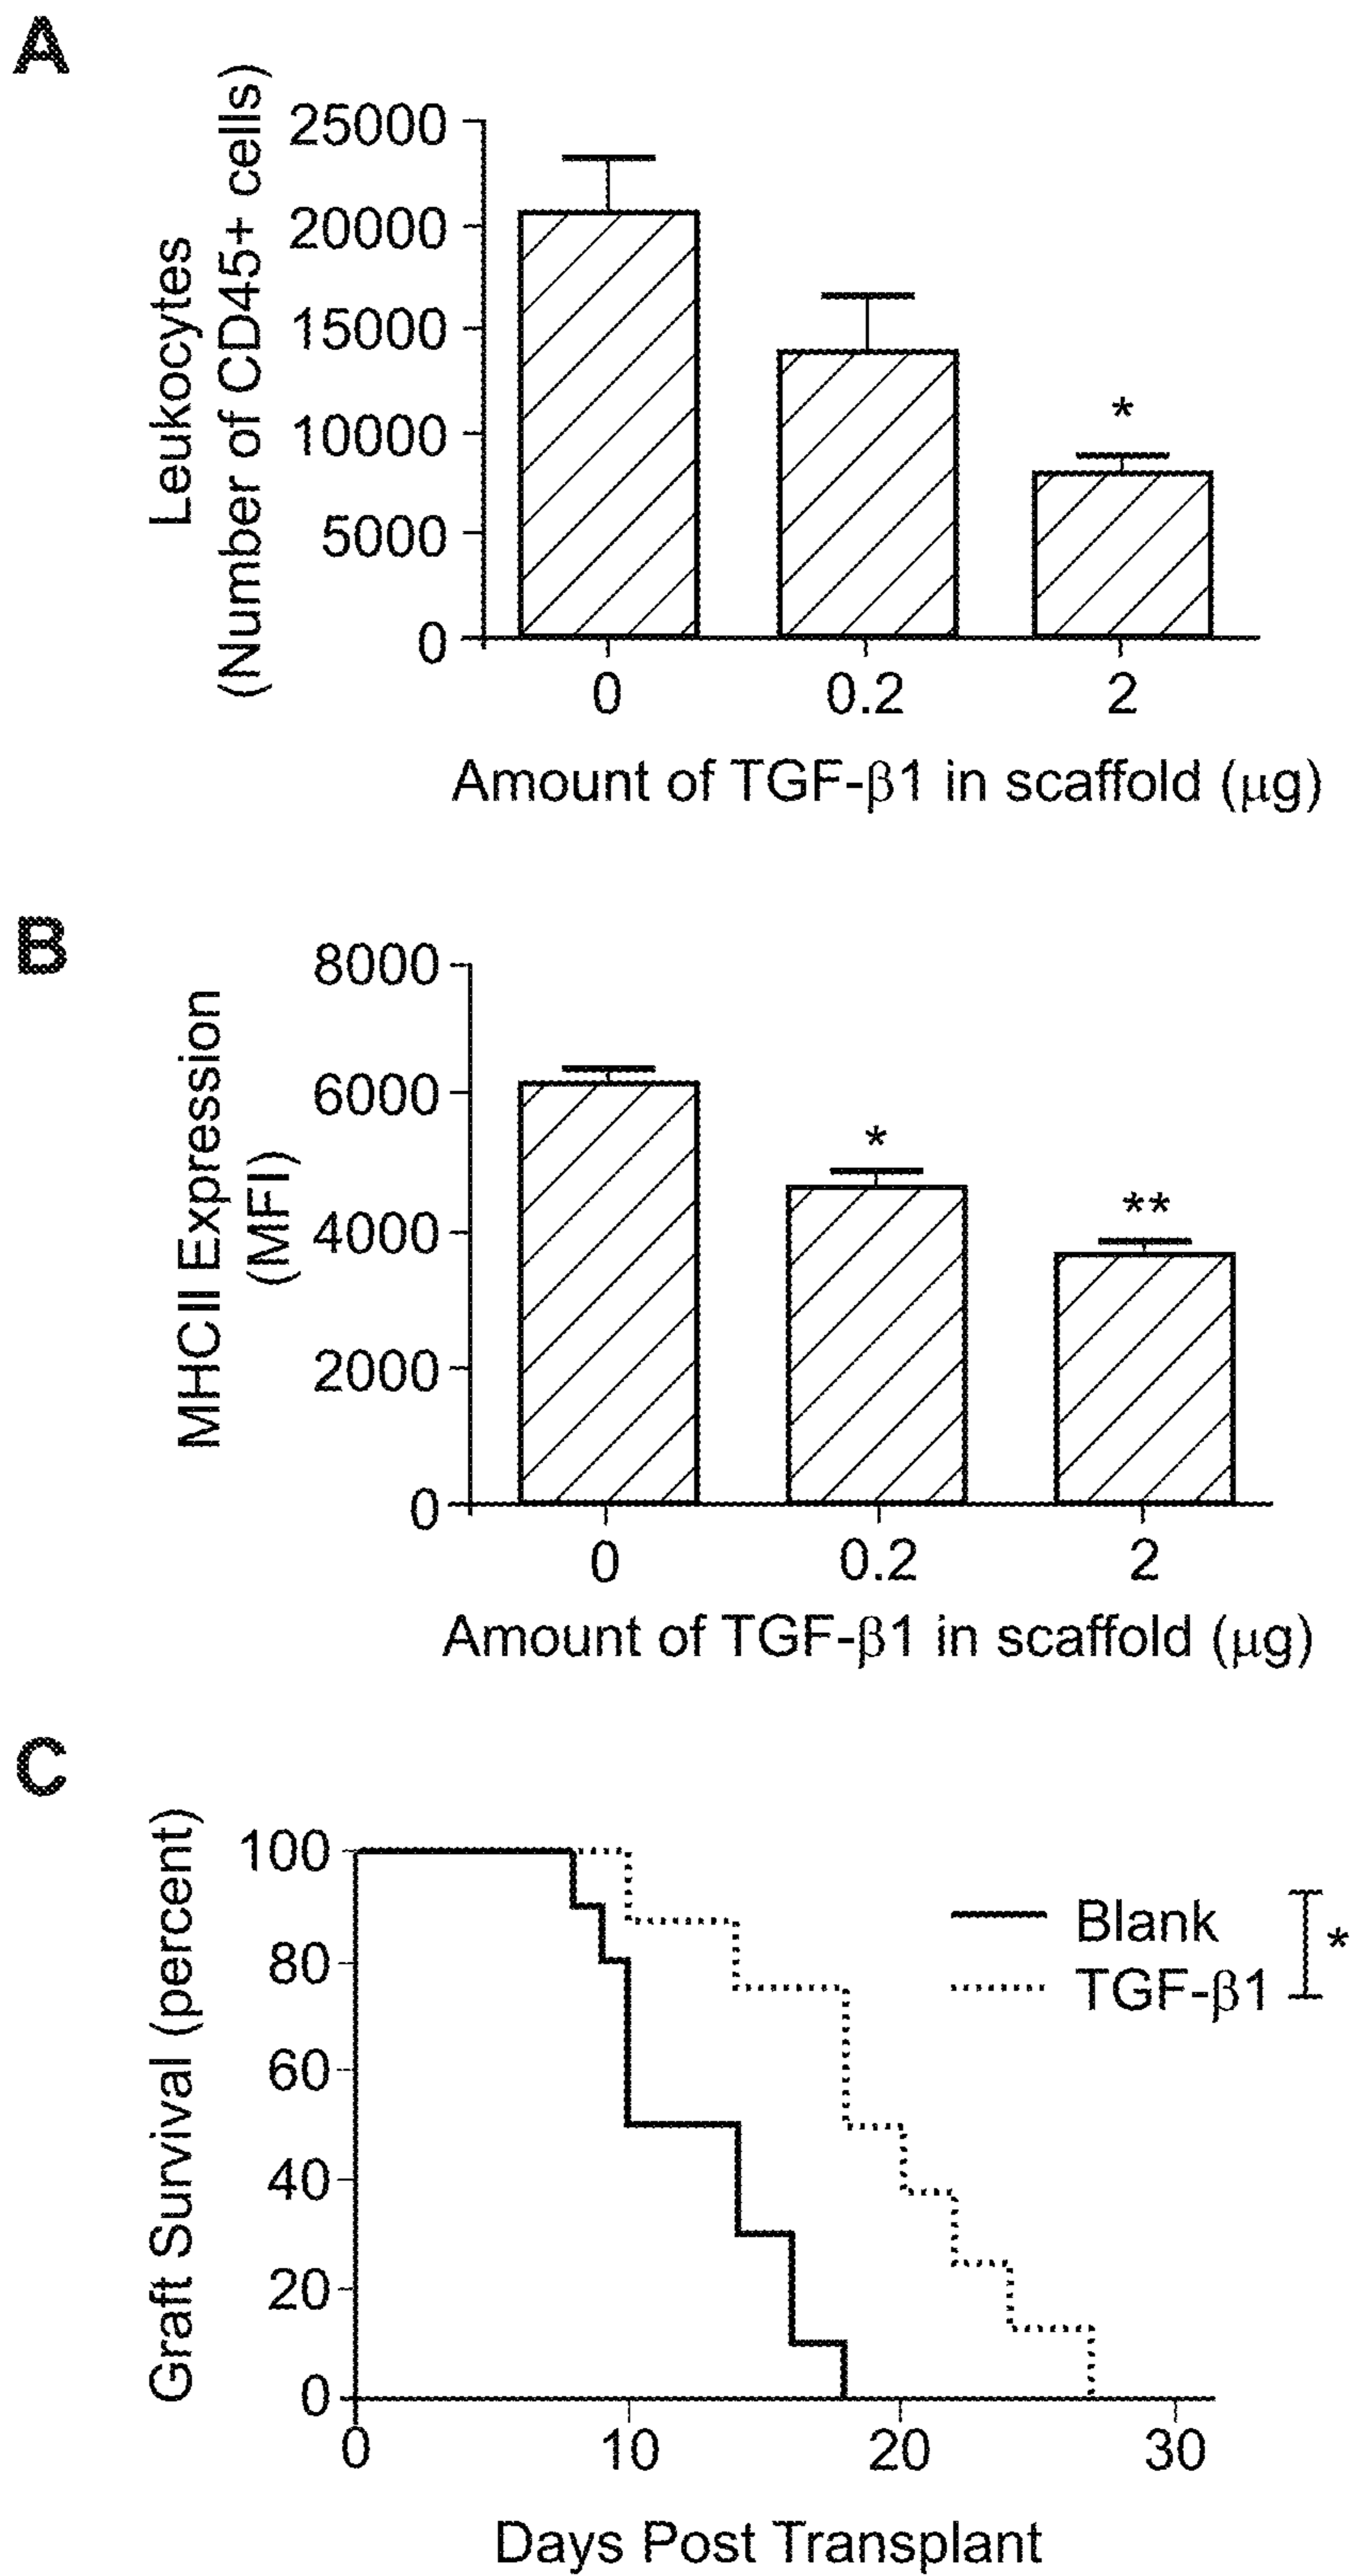 A
Leukocytes
(Number of CD45+ cells)
25000
20000
15000
10000
5000
0
*
0 0.2 2
Amount of TGF-β1 in scaffold (μg)
B
MHCII Expression
(MFI)
8000
6000
4000
2000
0
*
**
0 0.2 2
Amount of TGF-β1 in scaffold (μg)
C
Graft Survival (percent)
100
80
60
40
20
0
Blank
TGF-β1
*
0 10 20 30
Days Post Transplant